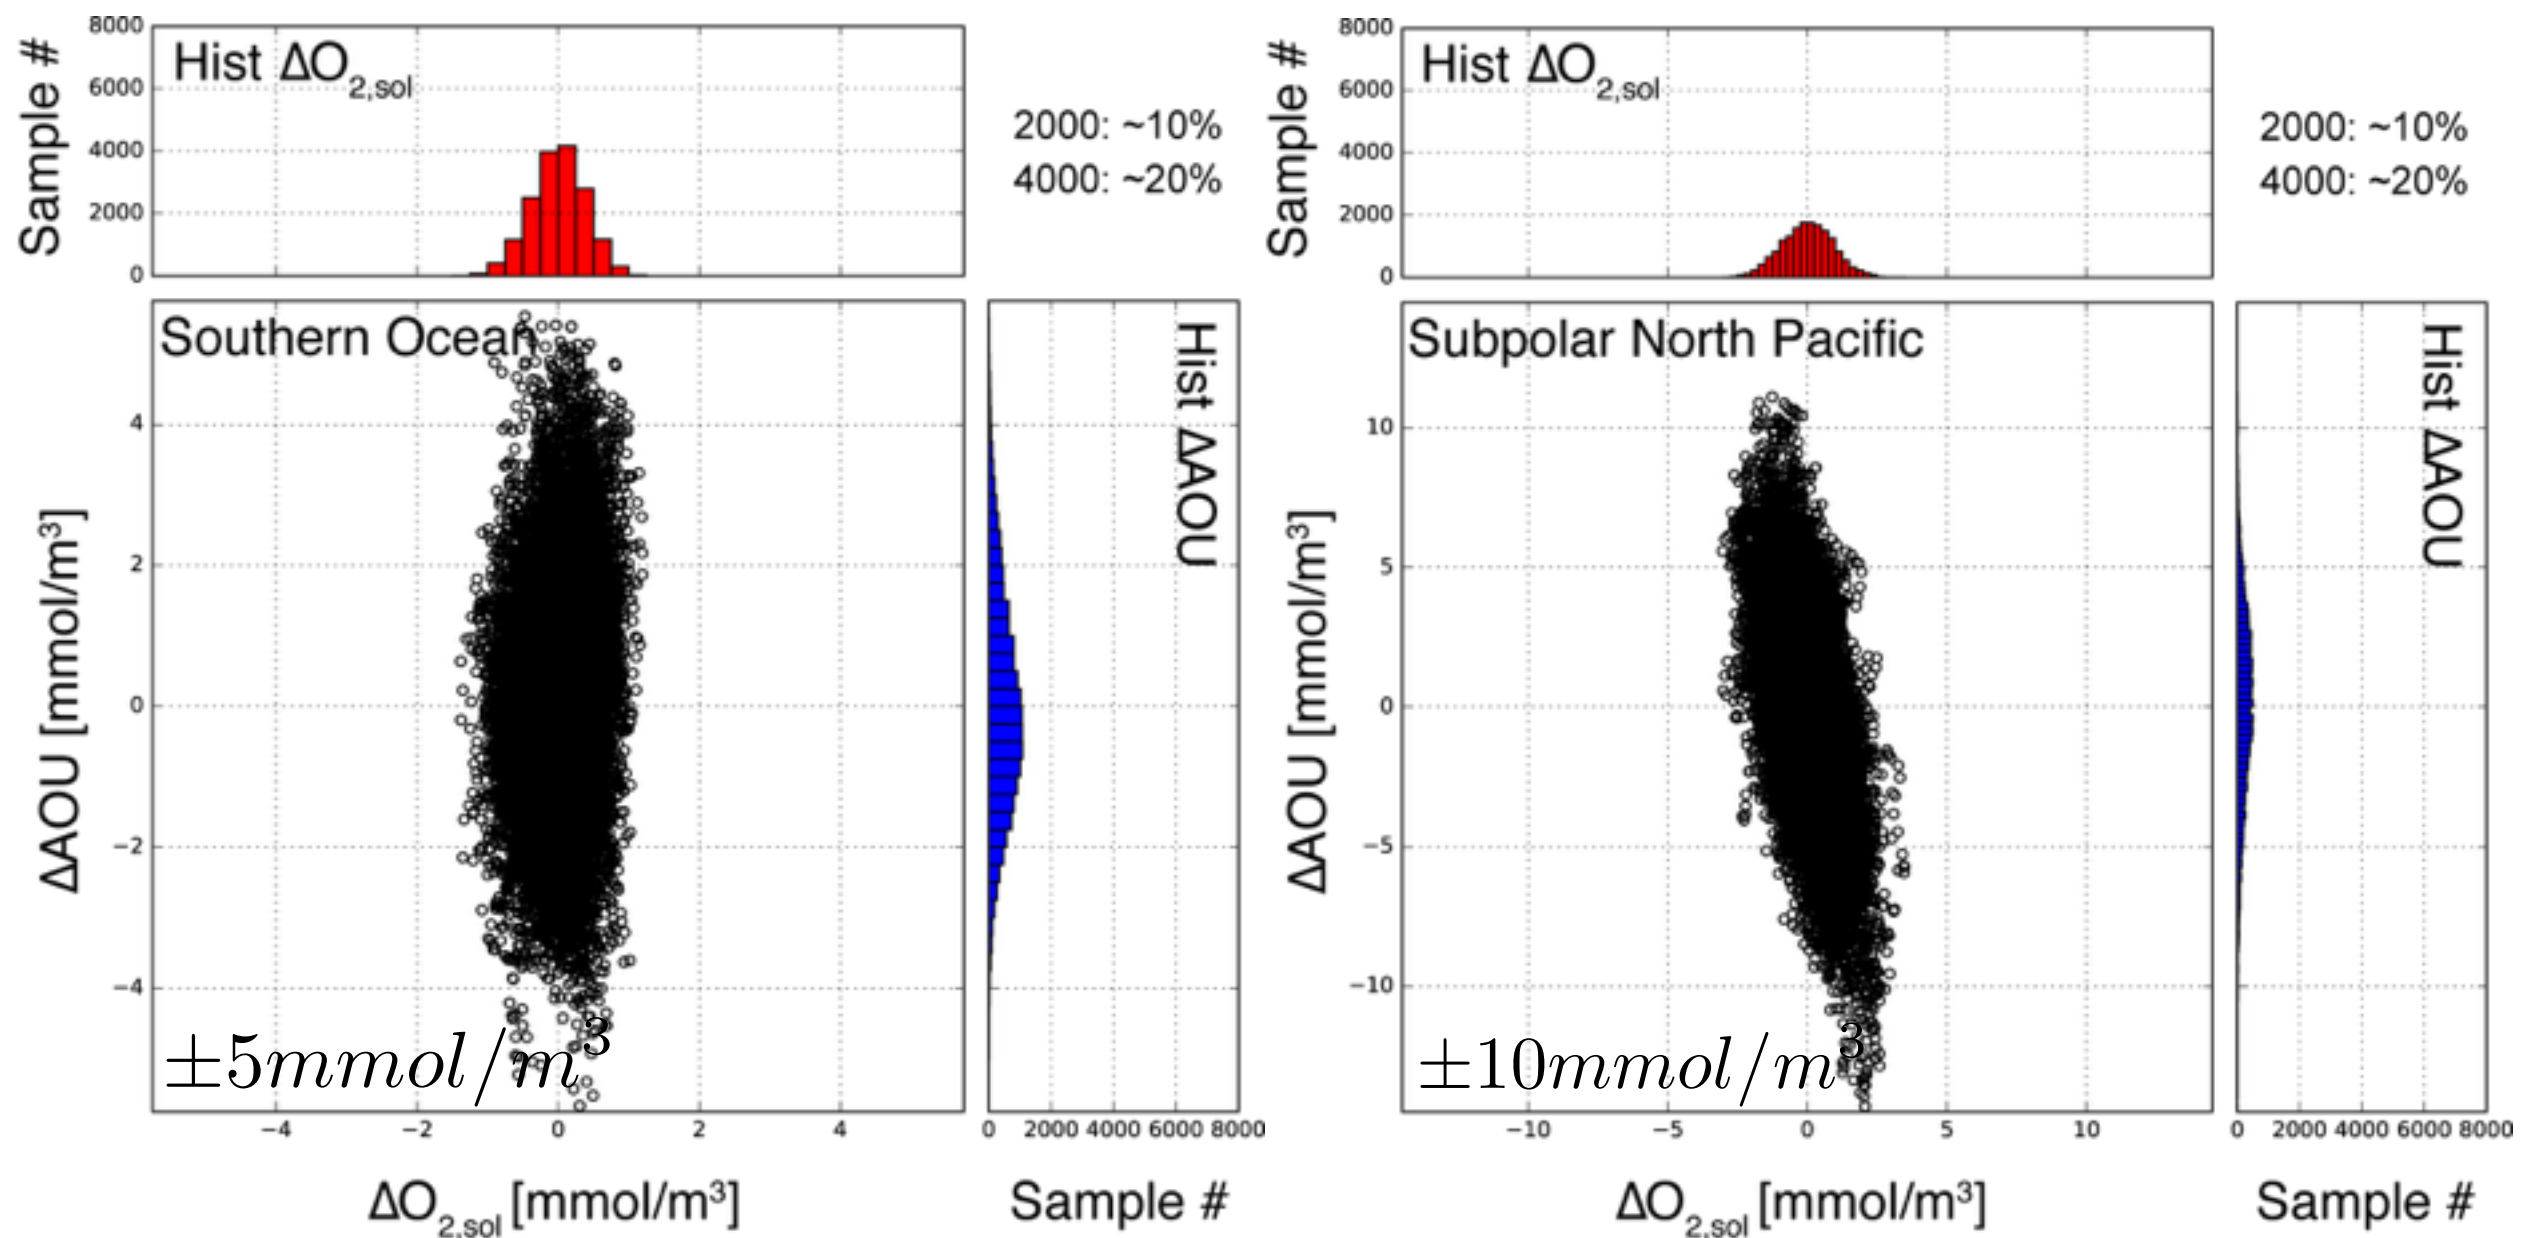 Hist ΔO2,sol
Sample #
8000
6000
4000
2000
0
2000: ~10%
4000: ~20%
Southern Ocean
ΔAOU [mmol/m³]
4
2
0
−2
−4
±5mmol/m³
−4 −2 0 2 4
ΔO2,sol [mmol/m³]
Hist ΔAOU
0 2000 4000 6000 8000
Sample #
Hist ΔO2,sol
Sample #
8000
6000
4000
2000
0
2000: ~10%
4000: ~20%
Subpolar North Pacific
ΔAOU [mmol/m³]
10
5
0
−5
−10
±10mmol/m³
−10 −5 0 5 10
ΔO2,sol [mmol/m³]
Hist ΔAOU
0 2000 4000 6000 8000
Sample #